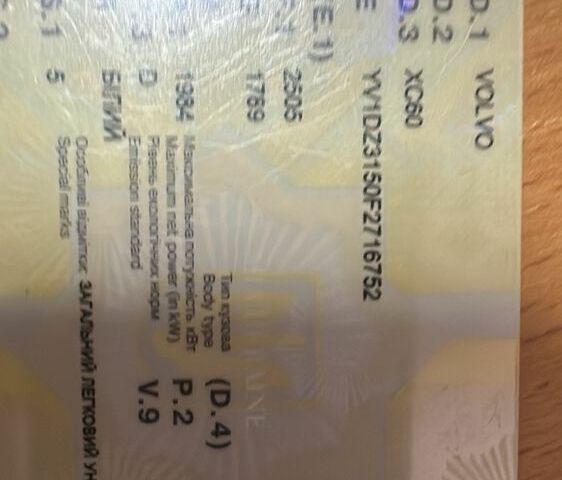 D.1 VOLVO
D.2
D.3 XC60
E YV1DZ3150F2716752
(E.1)
2505
1789 Тип кузова (D.4)
Body type
1984 Максимальна потужність, кВт P.2
Maximum net power (in kW)
D Рівень екологічних норм V.9
Emission standard
БІЛИЙ
S.1 5 Особливі відмітки: ЗАГАЛЬНИЙ ЛЕГКОВИЙ УН
Special marks